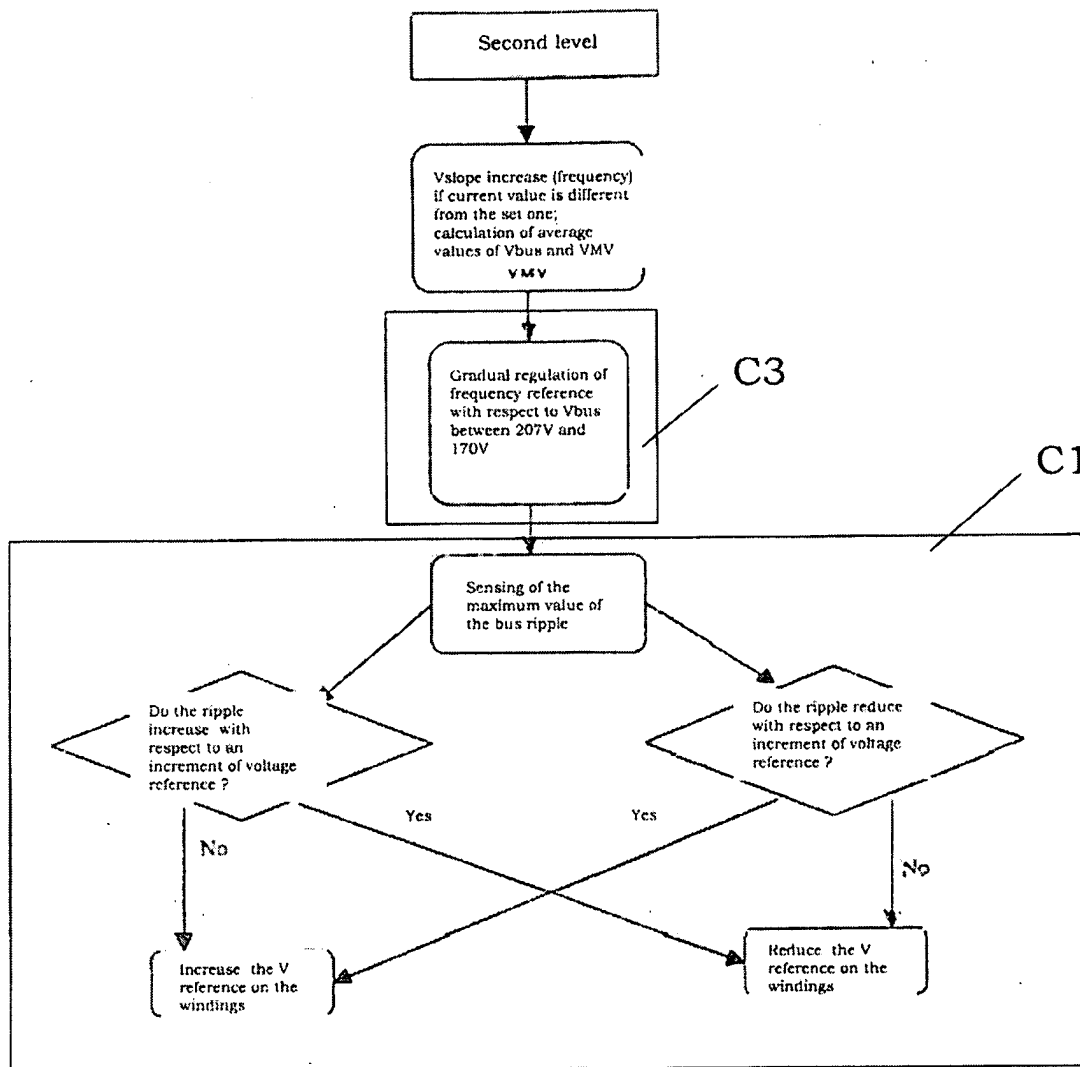 Second level
Vslope increase (frequency)
if current value is different
from the set one;
calculation of average
values of Vbus and VMV
VMV
Gradual regulation of
frequency reference
with respect to Vbus
between 207V and
170V
C3
C1
Sensing of the
maximum value of
the bus ripple
Do the ripple
increase with
respect to an
increment of voltage
reference ?
Do the ripple reduce
with respect to an
increment of voltage
reference ?
Yes
Yes
No
No
Increase the V
reference on the
windings
Reduce the V
reference on the
windings